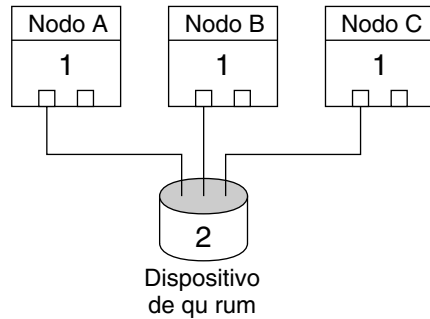 Nodo A
Nodo B
Nodo C
1
1
1
2
Dispositivo
de qu rum